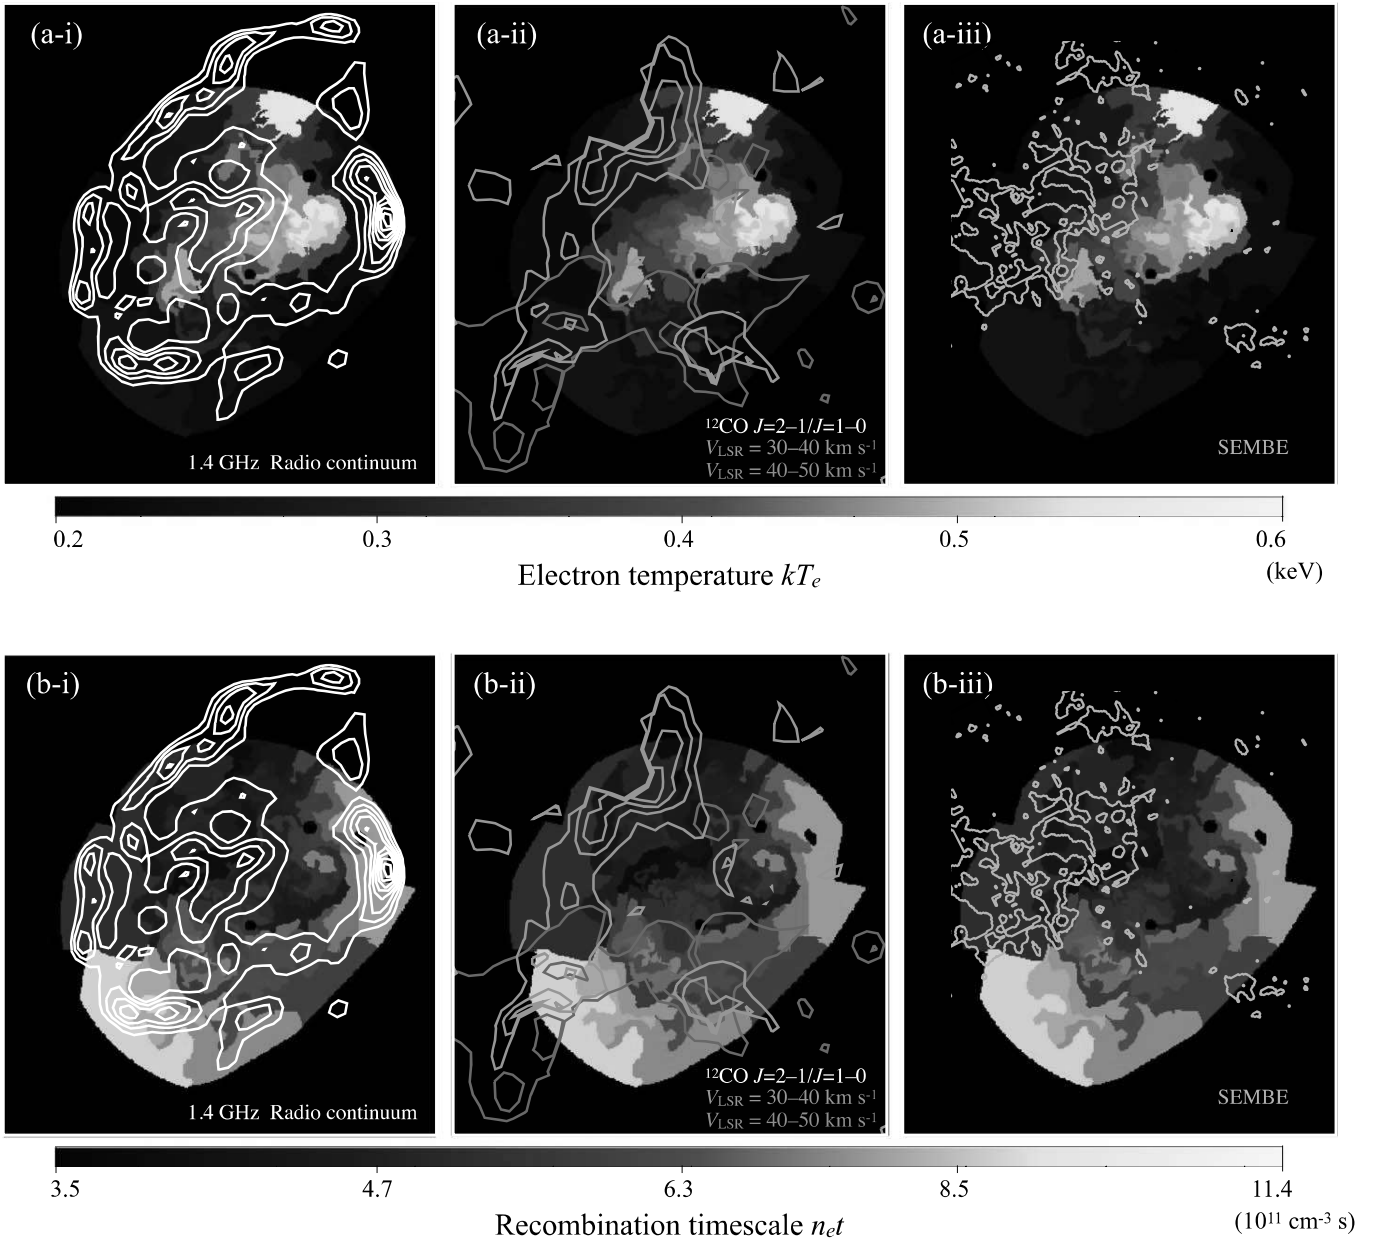 (a-i) (a-ii) (a-iii)
1.4 GHz Radio continuum
¹²CO J=2–1/J=1–0
V_LSR = 30–40 km s⁻¹
V_LSR = 40–50 km s⁻¹
SEMBE
0.2 0.3 0.4 0.5 0.6
Electron temperature kTₑ (keV)
(b-i) (b-ii) (b-iii)
1.4 GHz Radio continuum
¹²CO J=2–1/J=1–0
V_LSR = 30–40 km s⁻¹
V_LSR = 40–50 km s⁻¹
SEMBE
3.5 4.7 6.3 8.5 11.4
Recombination timescale nₑt (10¹¹ cm⁻³ s)